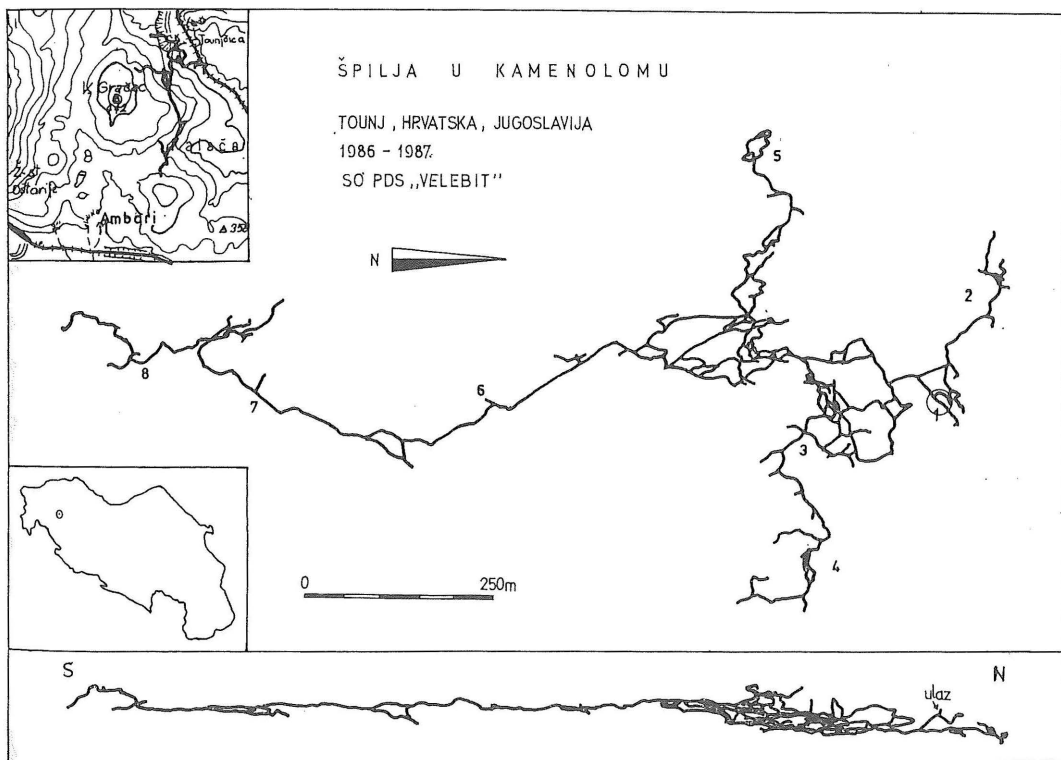 ŠPILJA U KAMENOLOMU
TOUNJ, HRVATSKA, JUGOSLAVIJA
1986 - 1987.
SO PDS „VELEBIT"
Tounjčica
V. Gradac
Ambari
△ 352
N
5
2
1
8
7
6
3
4
0 250m
S N
ulaz